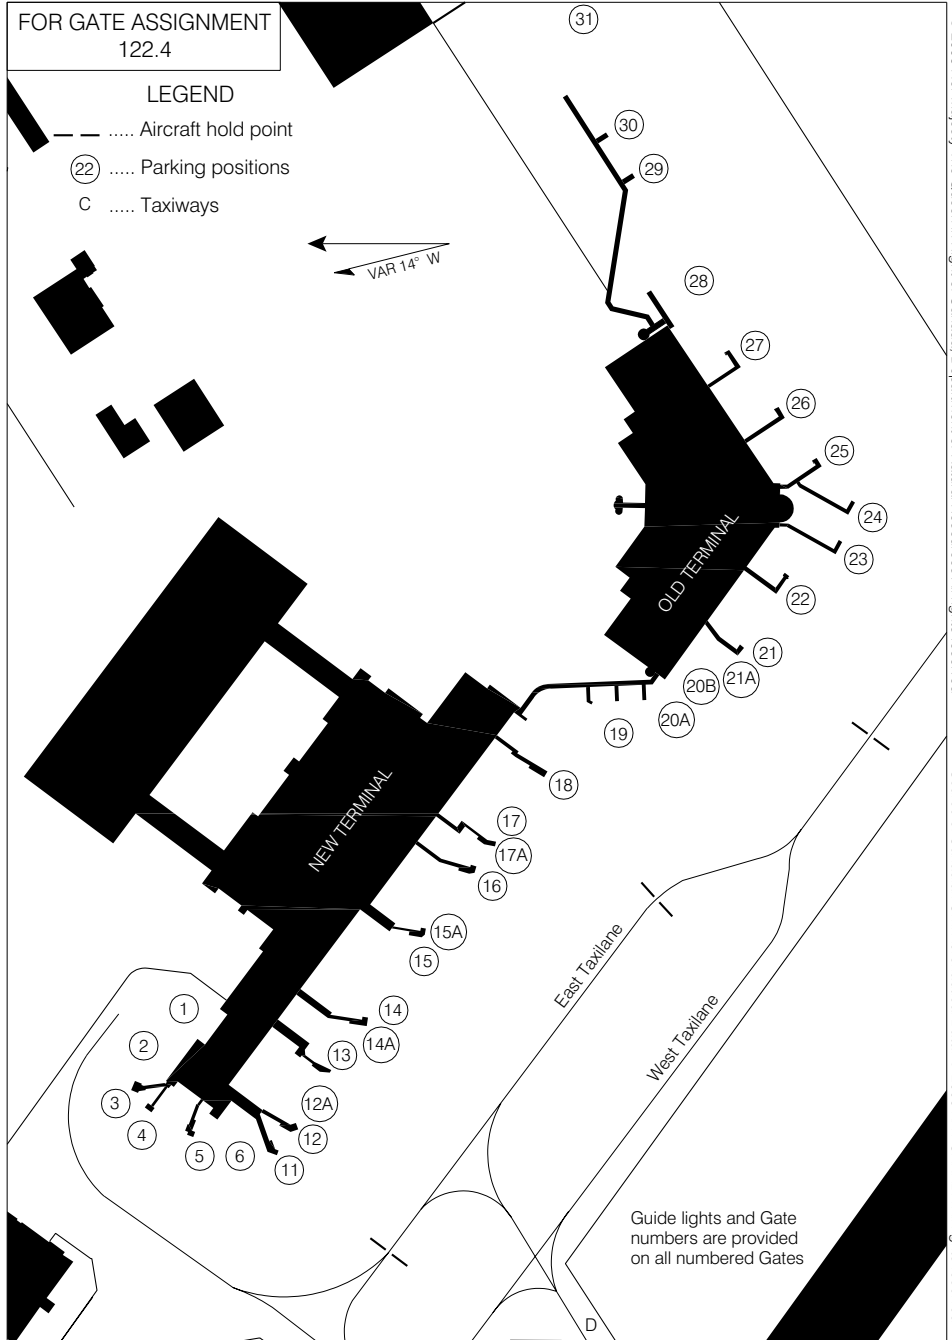 FOR GATE ASSIGNMENT
122.4
LEGEND
..... Aircraft hold point
22 ..... Parking positions
C ..... Taxiways
VAR 14° W
31
30
29
28
27
26
25
24
23
22
21
21A
20B
20A
19
18
17
17A
16
15A
15
14
14A
13
12A
12
11
6
5
4
3
2
1
OLD TERMINAL
NEW TERMINAL
East Taxilane
West Taxilane
Guide lights and Gate
numbers are provided
on all numbered Gates
D